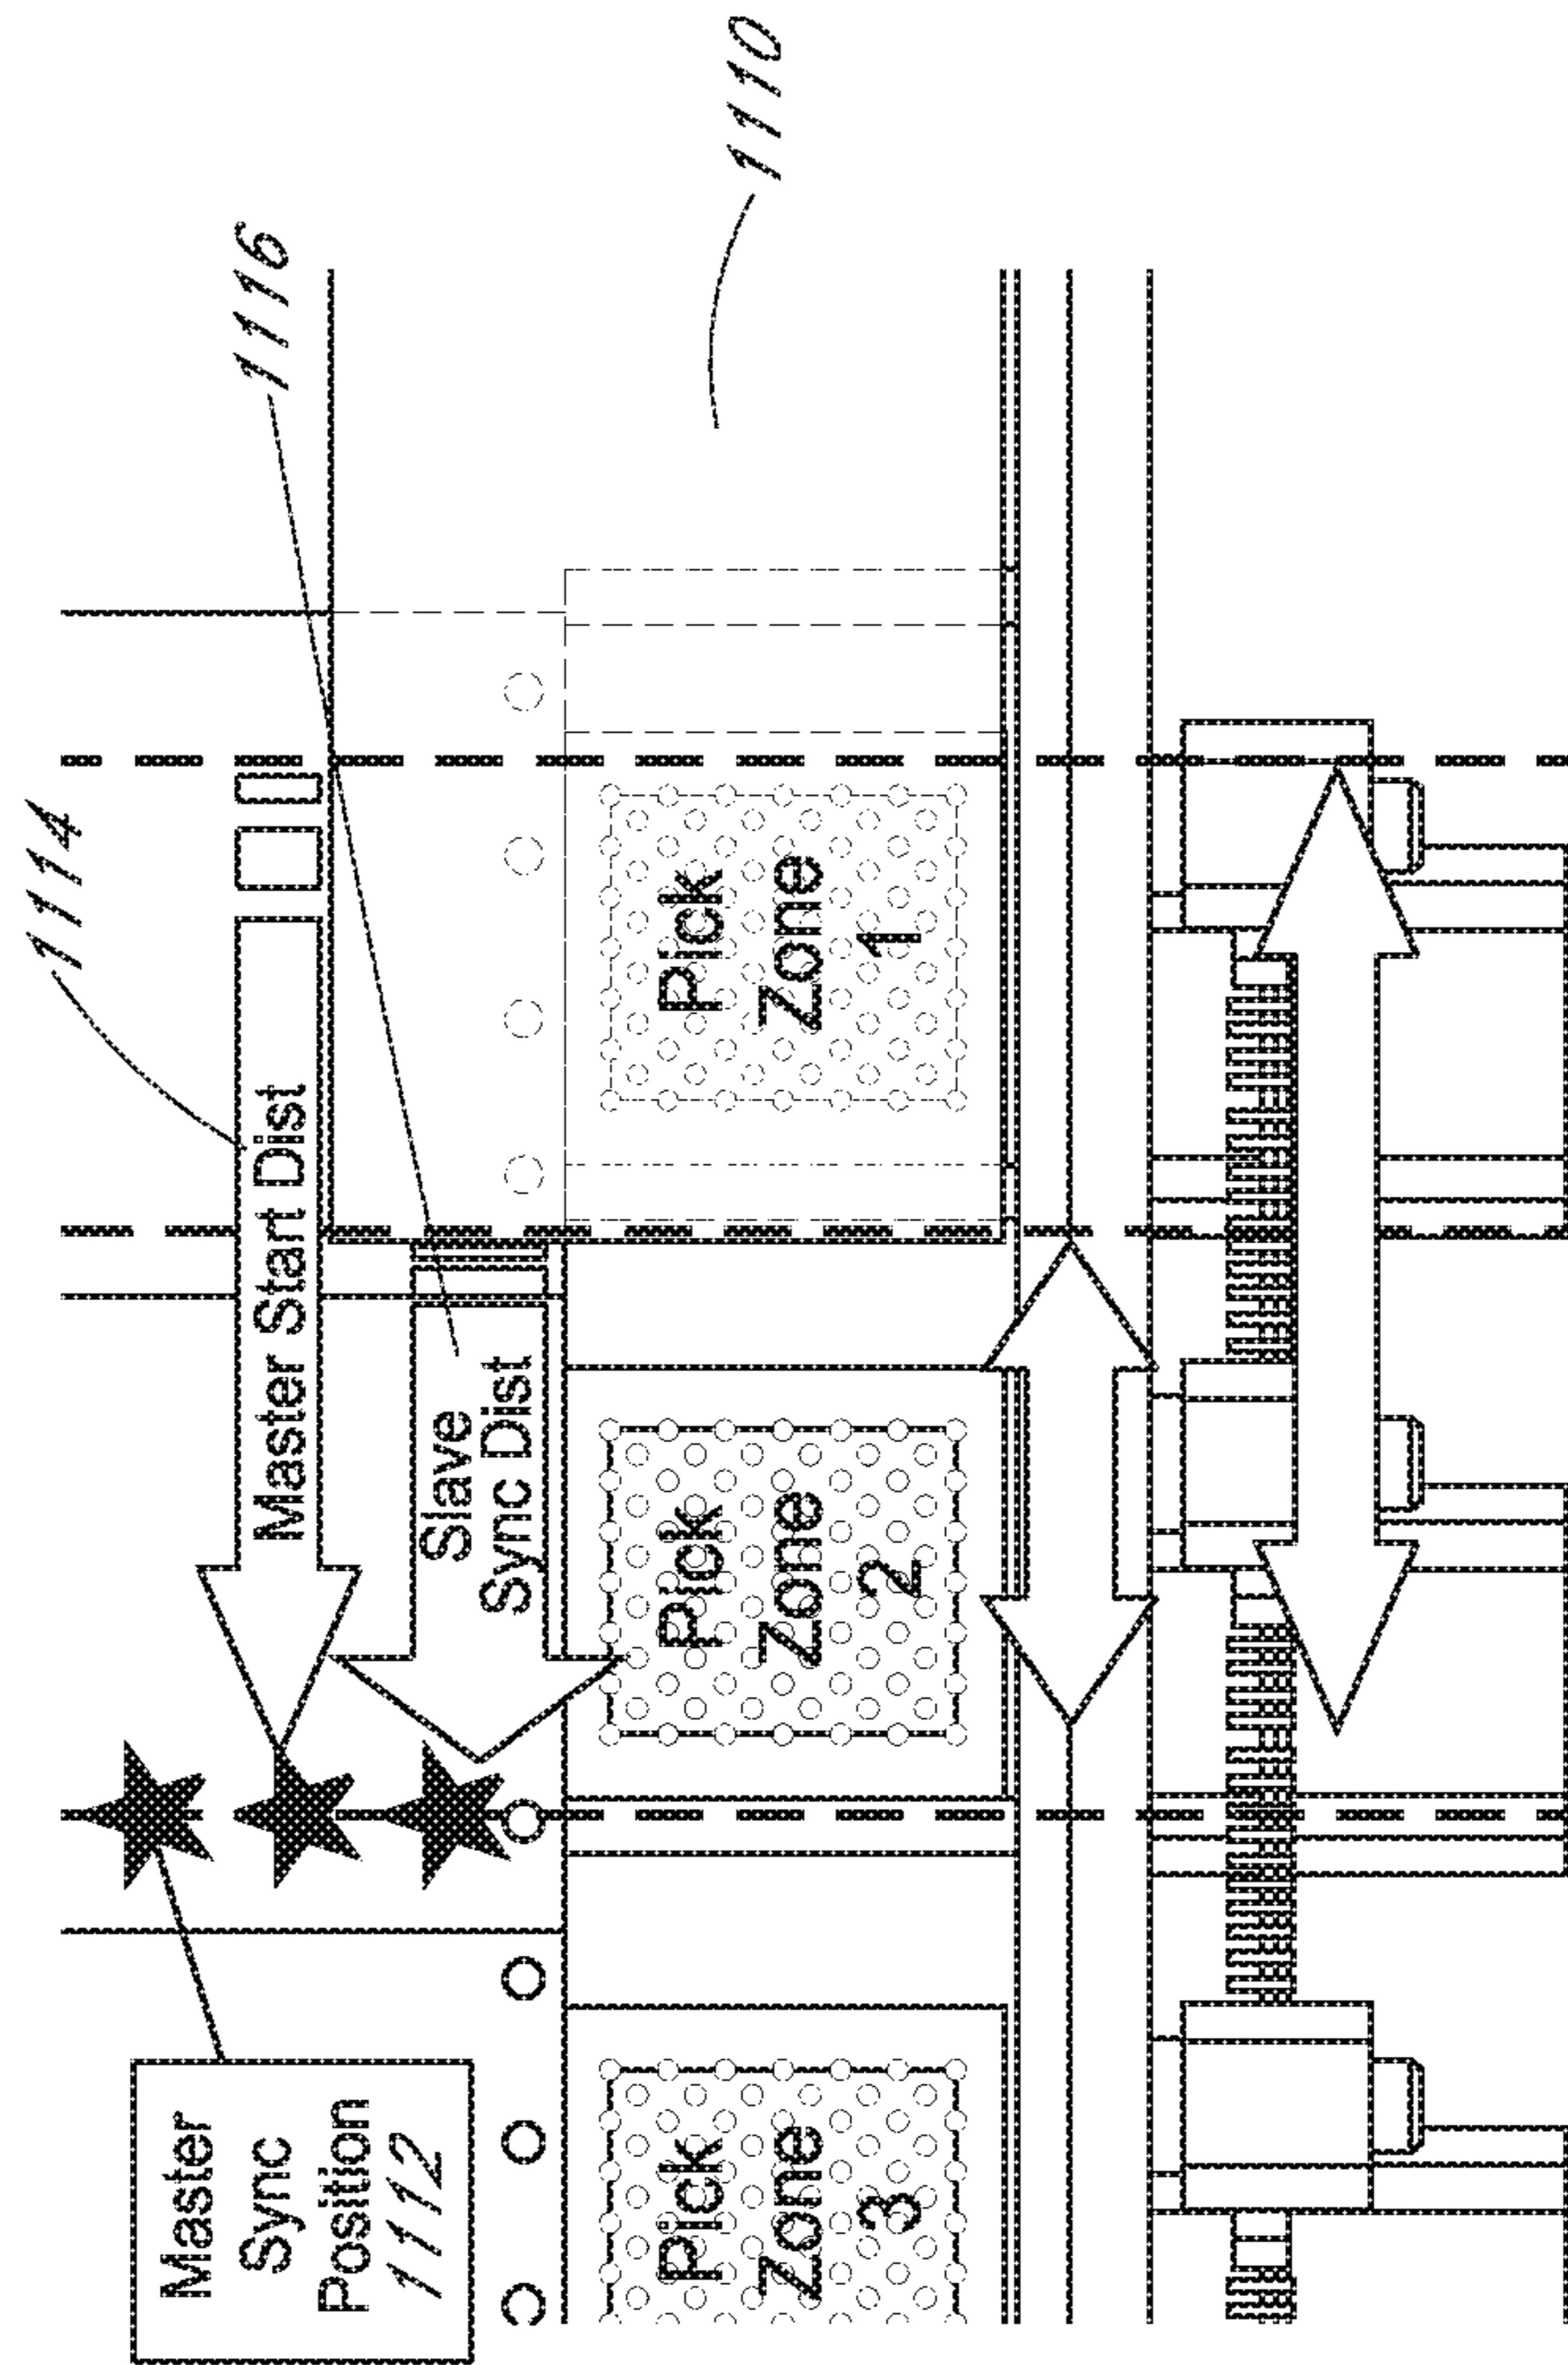 1110
1116
1114
Master Start Dist
Slave
Sync Dist
Master
Sync
Position
1112
Pick
Zone
1
Pick
Zone
2
Pick
Zone
3